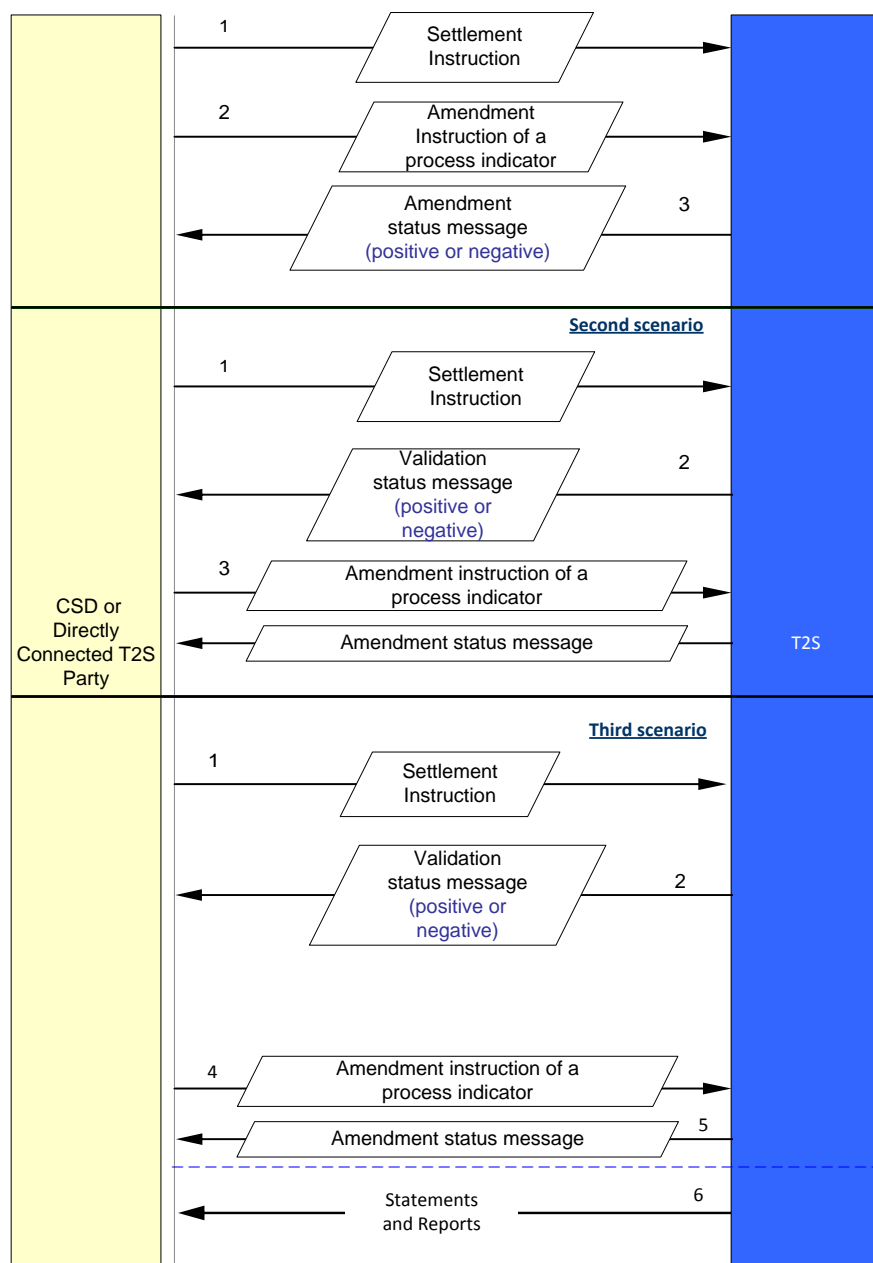 1
Settlement
Instruction
2
Amendment
Instruction of a
process indicator
Amendment
status message
(positive or negative)
3
Second scenario
1
Settlement
Instruction
Validation
status message
(positive or
negative)
2
3
Amendment instruction of a
process indicator
Amendment status message
CSD or
Directly
Connected T2S
Party
T2S
Third scenario
1
Settlement
Instruction
Validation
status message
(positive or
negative)
2
4
Amendment instruction of a
process indicator
Amendment status message
5
Statements
and Reports
6